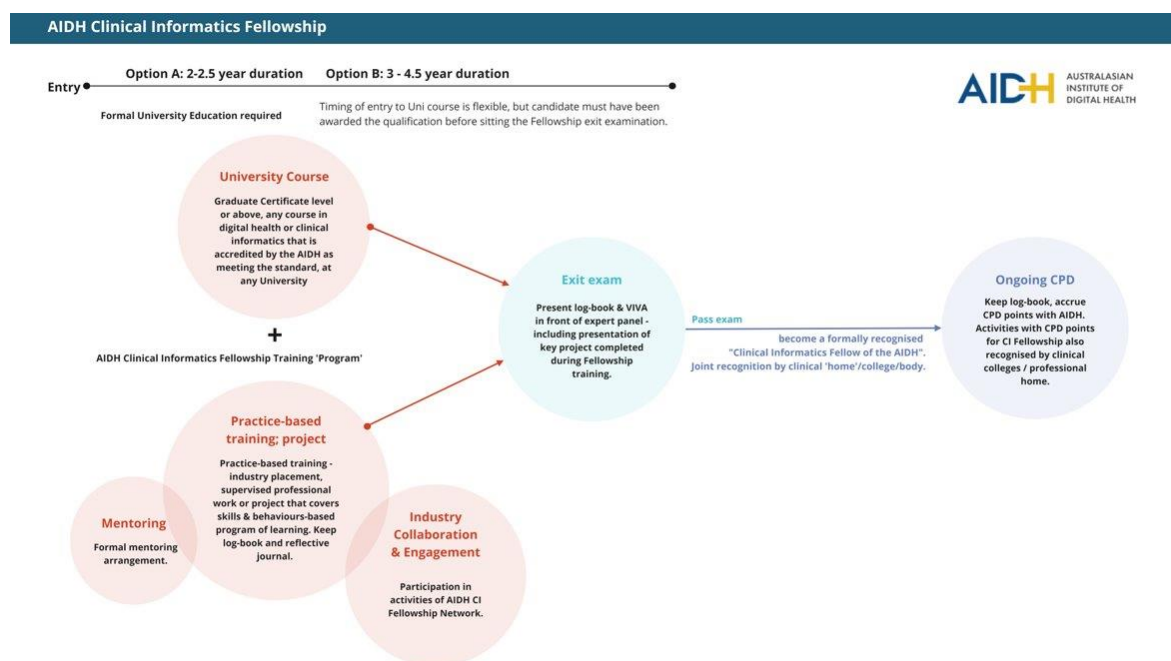 AIDH Clinical Informatics Fellowship
Option A: 2-2.5 year duration
Option B: 3 - 4.5 year duration
Entry
Formal University Education required
Timing of entry to Uni course is flexible, but candidate must have been
awarded the qualification before sitting the Fellowship exit examination.
AIDH
AUSTRALASIAN
INSTITUTE OF
DIGITAL HEALTH
University Course
Graduate Certificate level
or above, any course in
digital health or clinical
informatics that is
accredited by the AIDH as
meeting the standard, at
any University
+
AIDH Clinical Informatics Fellowship Training 'Program'
Practice-based
training; project
Practice-based training -
industry placement,
supervised professional
work or project that covers
skills & behaviours-based
program of learning. Keep
log-book and reflective
journal.
Mentoring
Formal mentoring
arrangement.
Industry
Collaboration
& Engagement
Participation in
activities of AIDH CI
Fellowship Network.
Exit exam
Present log-book & VIVA
in front of expert panel -
including presentation of
key project completed
during Fellowship
training.
Pass exam
become a formally recognised
"Clinical Informatics Fellow of the AIDH".
Joint recognition by clinical 'home'/college/body.
Ongoing CPD
Keep log-book, accrue
CPD points with AIDH.
Activities with CPD points
for CI Fellowship also
recognised by clinical
colleges / professional
home.